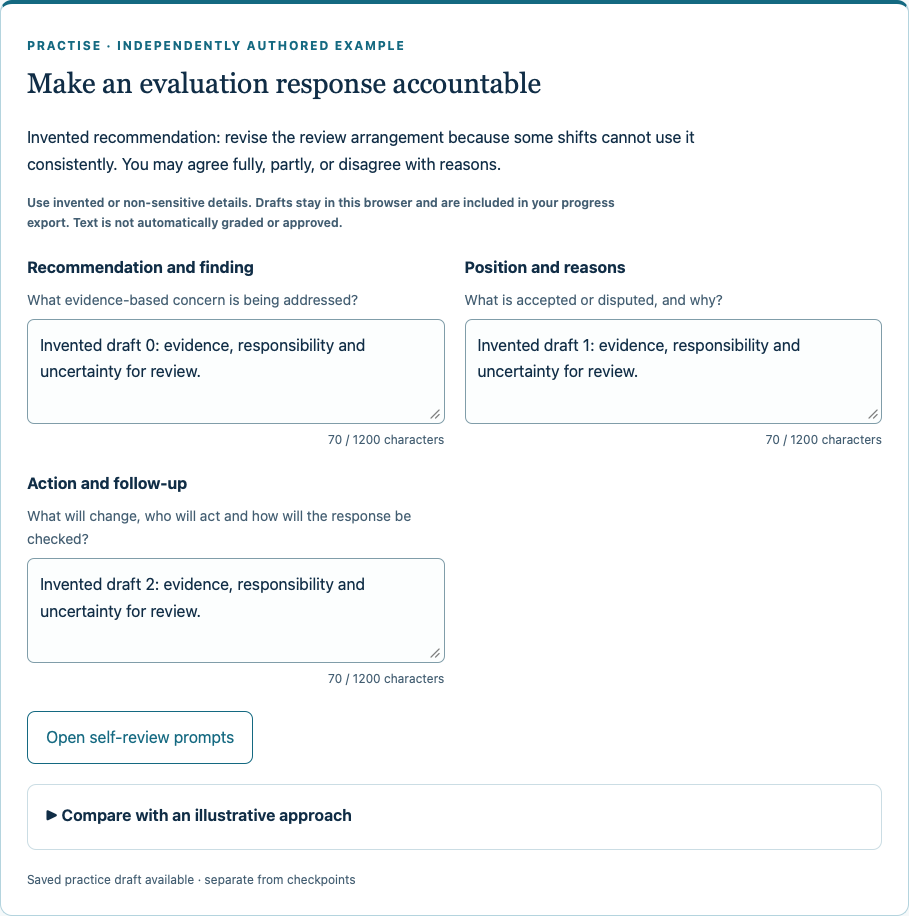 PRACTISE · INDEPENDENTLY AUTHORED EXAMPLE
Make an evaluation response accountable
Invented recommendation: revise the review arrangement because some shifts cannot use it
consistently. You may agree fully, partly, or disagree with reasons.
Use invented or non-sensitive details. Drafts stay in this browser and are included in your progress
export. Text is not automatically graded or approved.
Recommendation and finding
What evidence-based concern is being addressed?
Invented draft 0: evidence, responsibility and
uncertainty for review.
70 / 1200 characters
Position and reasons
What is accepted or disputed, and why?
Invented draft 1: evidence, responsibility and
uncertainty for review.
70 / 1200 characters
Action and follow-up
What will change, who will act and how will the response be
checked?
Invented draft 2: evidence, responsibility and
uncertainty for review.
70 / 1200 characters
Open self-review prompts
Compare with an illustrative approach
Saved practice draft available · separate from checkpoints